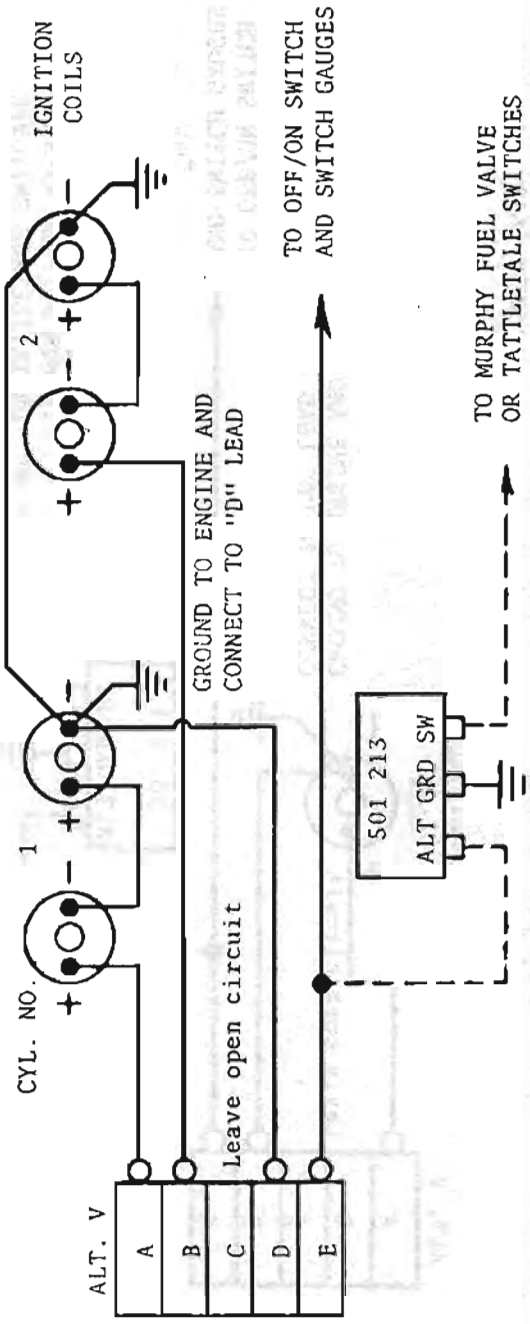 IGNITION
COILS
CYL. NO.
1
2
+ - + -
+ - + -
ALT. V
A
B
C
D
E
Leave open circuit
GROUND TO ENGINE AND
CONNECT TO "D" LEAD
TO OFF/ON SWITCH
AND SWITCH GAUGES
501 213
ALT GRD SW
TO MURPHY FUEL VALVE
OR TATTLETALE SWITCHES